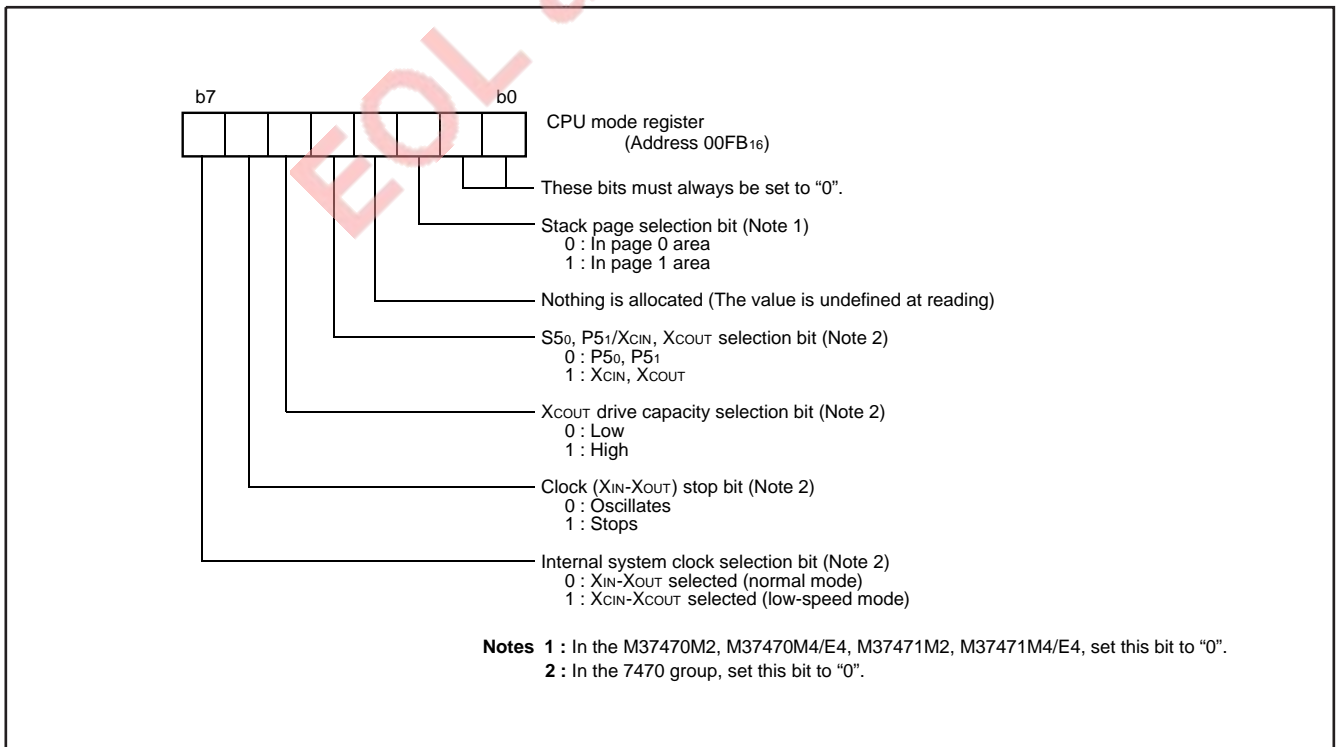 EOL
b7 b0
CPU mode register
(Address 00FB16)
These bits must always be set to “0”.
Stack page selection bit (Note 1)
0 : In page 0 area
1 : In page 1 area
Nothing is allocated (The value is undefined at reading)
S50, P51/XCIN, XCOUT selection bit (Note 2)
0 : P50, P51
1 : XCIN, XCOUT
XCOUT drive capacity selection bit (Note 2)
0 : Low
1 : High
Clock (XIN-XOUT) stop bit (Note 2)
0 : Oscillates
1 : Stops
Internal system clock selection bit (Note 2)
0 : XIN-XOUT selected (normal mode)
1 : XCIN-XCOUT selected (low-speed mode)
Notes 1 : In the M37470M2, M37470M4/E4, M37471M2, M37471M4/E4, set this bit to “0”.
2 : In the 7470 group, set this bit to “0”.